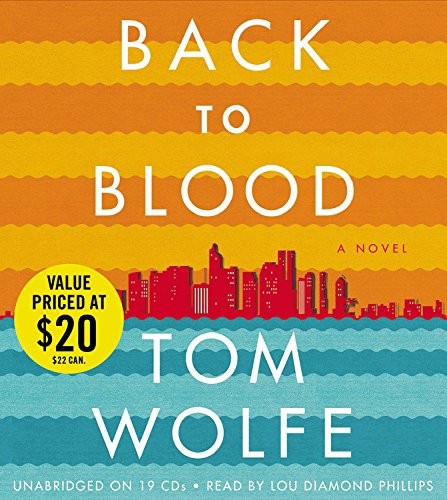 BACK
TO
BLOOD
A NOVEL
VALUE
PRICED AT
$20
$22 CAN.
TOM
WOLFE
UNABRIDGED ON 19 CDs • READ BY LOU DIAMOND PHILLIPS